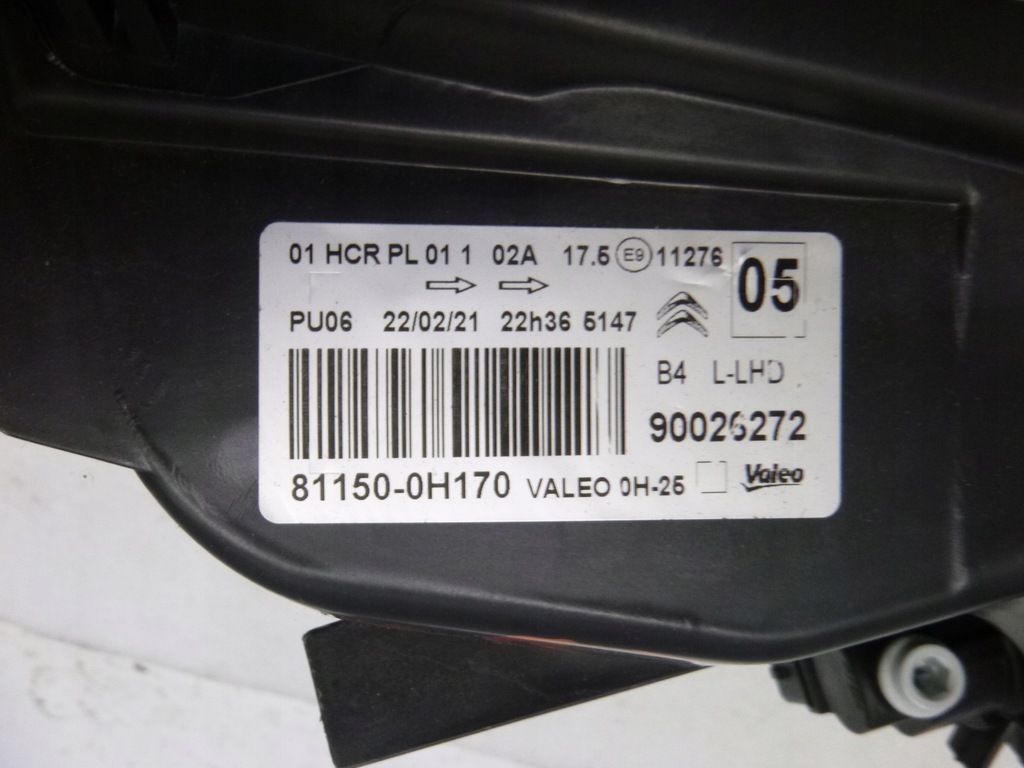 01 HCR PL 01 1 02A 17.5 E9 11276 05
PU06 22/02/21 22h36 5147
B4 L-LHD
90026272
81150-0H170 VALEO 0H-25 Valeo